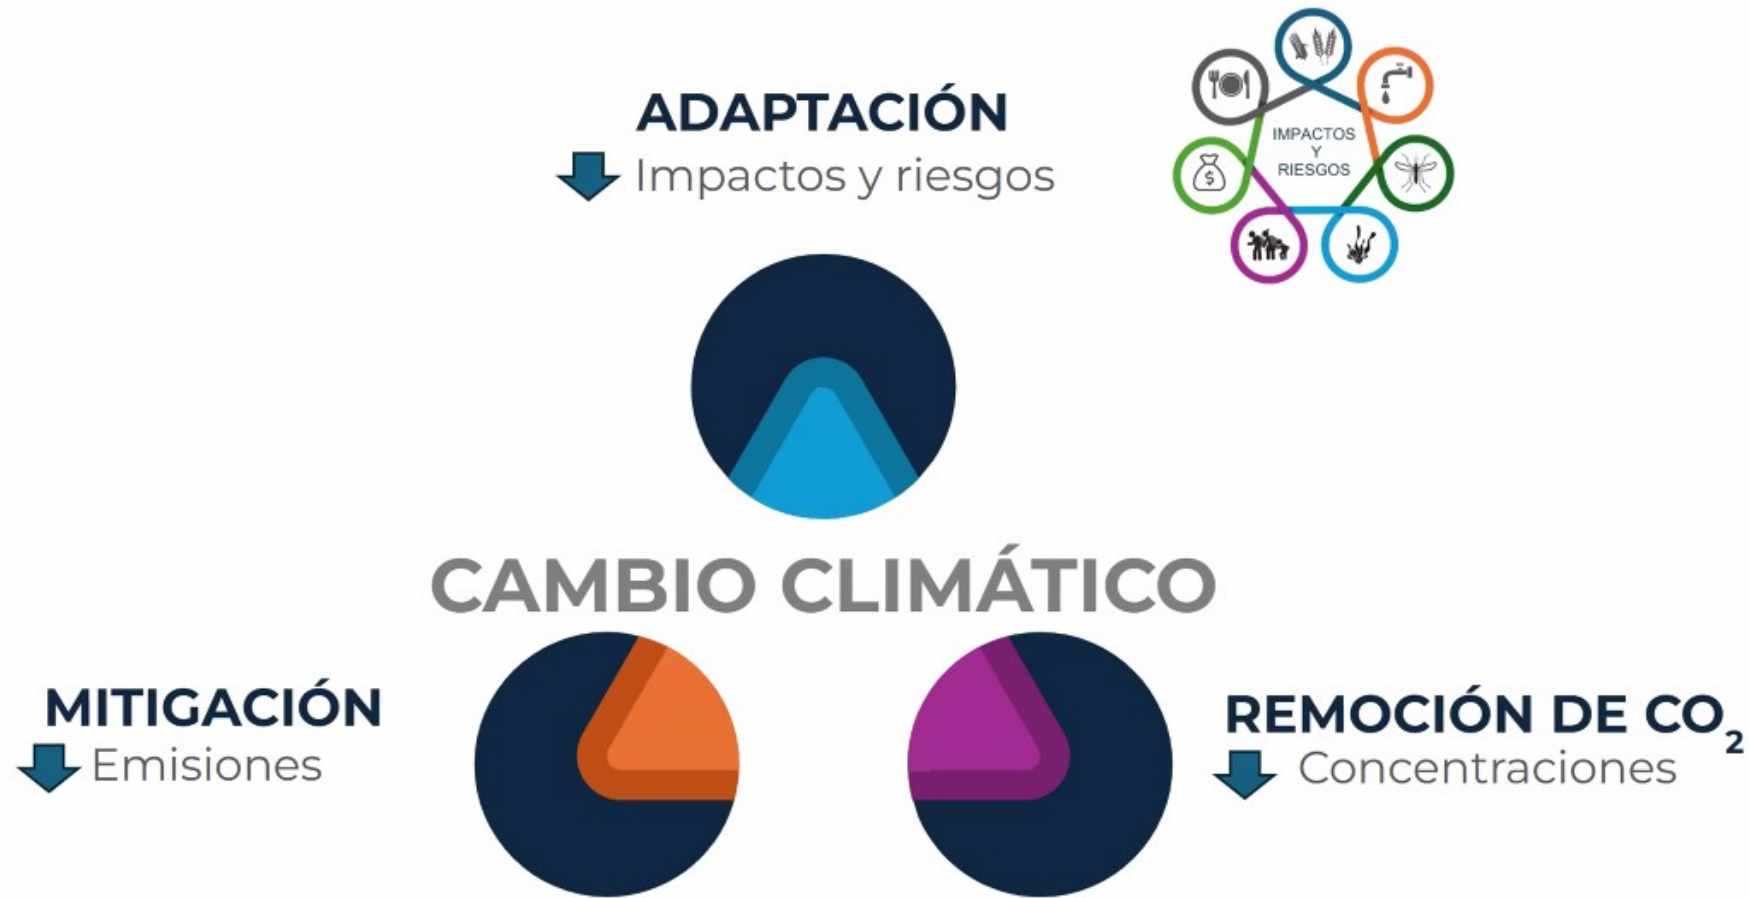 ADAPTACIÓN
Impactos y riesgos
IMPACTOS
Y
RIESGOS
$
CAMBIO CLIMÁTICO
MITIGACIÓN
Emisiones
REMOCIÓN DE CO₂
Concentraciones